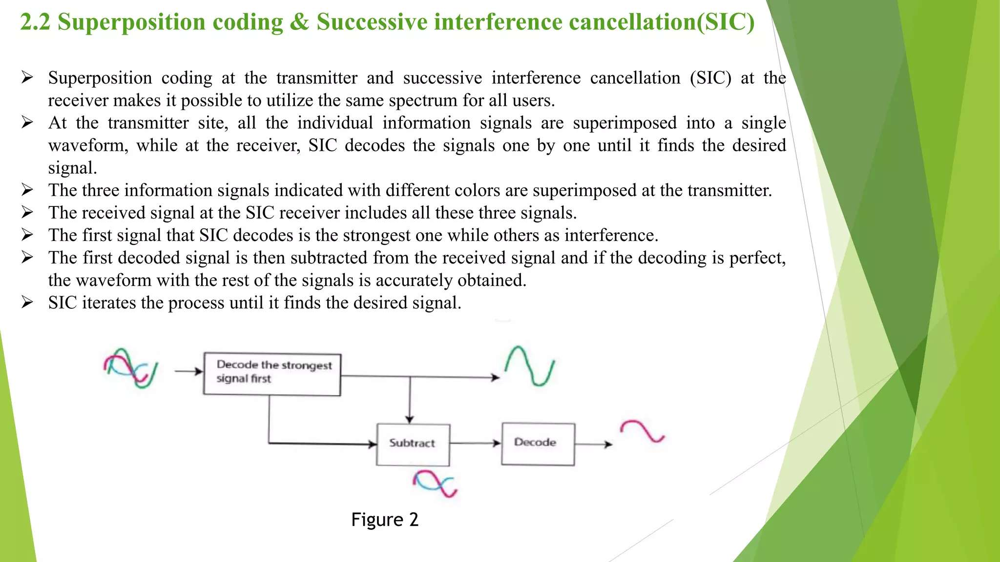 2.2 Superposition coding & Successive interference cancellation(SIC)
➢ Superposition coding at the transmitter and successive interference cancellation (SIC) at the
receiver makes it possible to utilize the same spectrum for all users.
➢ At the transmitter site, all the individual information signals are superimposed into a single
waveform, while at the receiver, SIC decodes the signals one by one until it finds the desired
signal.
➢ The three information signals indicated with different colors are superimposed at the transmitter.
➢ The received signal at the SIC receiver includes all these three signals.
➢ The first signal that SIC decodes is the strongest one while others as interference.
➢ The first decoded signal is then subtracted from the received signal and if the decoding is perfect,
the waveform with the rest of the signals is accurately obtained.
➢ SIC iterates the process until it finds the desired signal.
Decode the strongest
signal first
Subtract
Decode
Figure 2